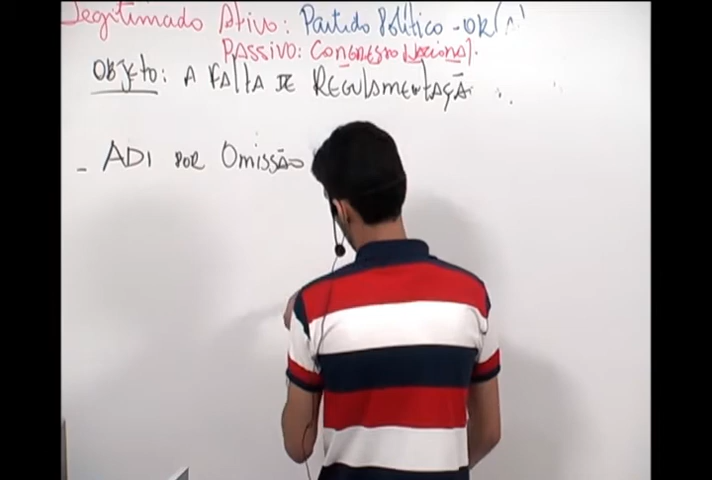 Legitimado Ativo: Partido Político - OK
PASSIVO: CONGRESSO NACIONAL.
OBJETO: A FALTA DE REGULAMENTAÇÃO
- ADI POR OMISSÃO